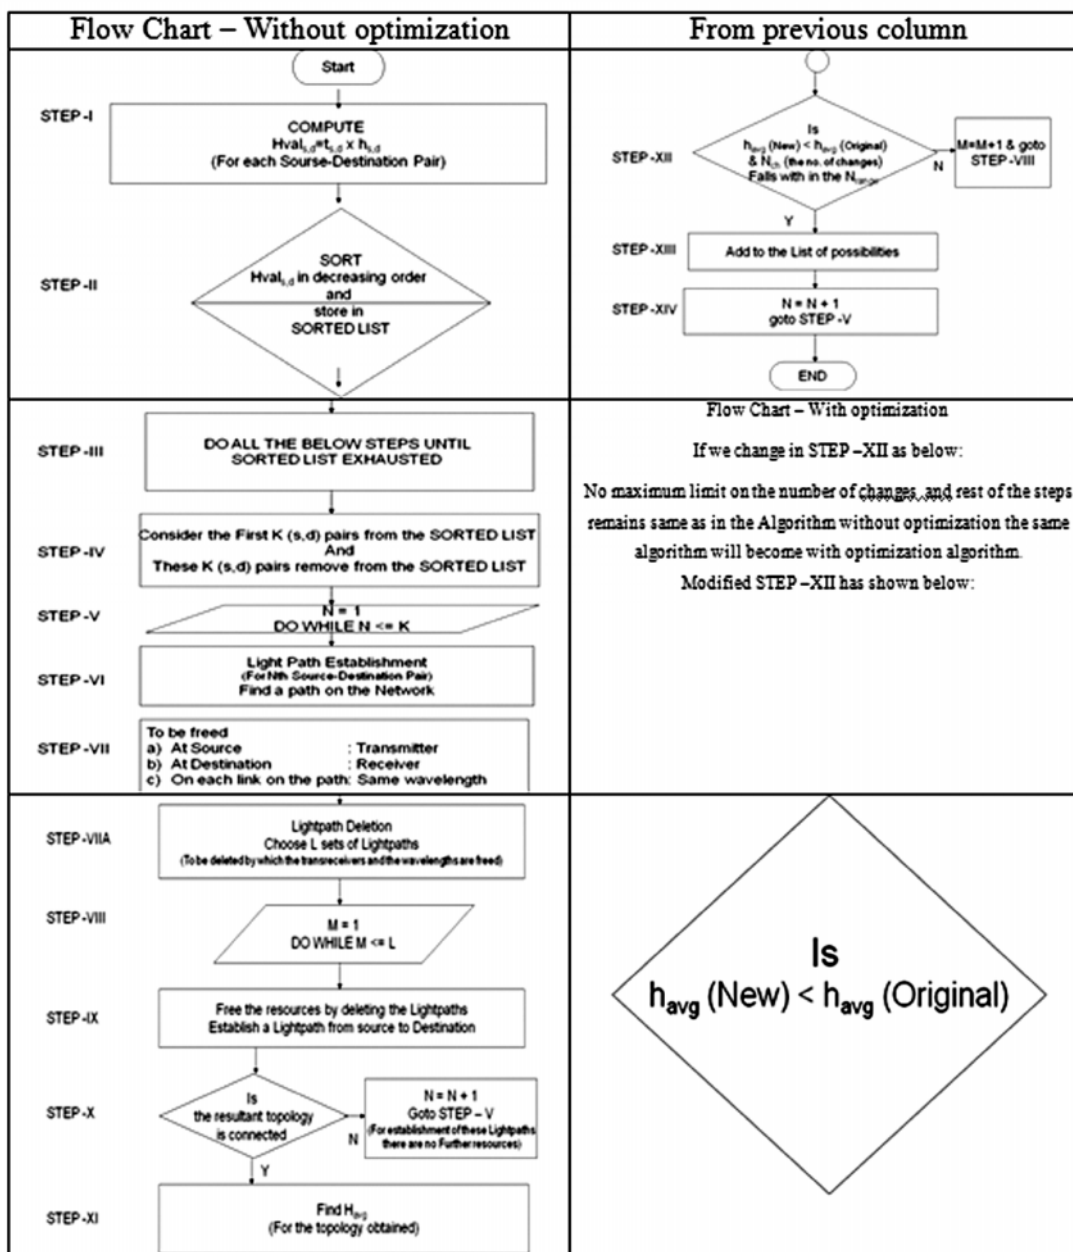 Flow Chart – Without optimization
Start
STEP-I
COMPUTE
Hval s,d=t s,d x h s,d
(For each Sourse-Destination Pair)
STEP-II
SORT
Hval s,d in decreasing order
and
store in
SORTED LIST
STEP-III
DO ALL THE BELOW STEPS UNTIL
SORTED LIST EXHAUSTED
STEP-IV
Consider the First K (s,d) pairs from the SORTED LIST
And
These K (s,d) pairs remove from the SORTED LIST
STEP-V
N = 1
DO WHILE N <= K
STEP-VI
Light Path Establishment
(For Nth Source-Destination Pair)
Find a path on the Network
STEP-VII
To be freed
a) At Source : Transmitter
b) At Destination : Receiver
c) On each link on the path: Same wavelength
STEP-VIIA
Lightpath Deletion
Choose L sets of Lightpaths
(To be deleted by which the transreceivers and the wavelengths are freed)
STEP-VIII
M = 1
DO WHILE M <= L
STEP-IX
Free the resources by deleting the Lightpaths
Establish a Lightpath from source to Destination
STEP-X
Is
the resultant topology
is connected
N
N = N + 1
Goto STEP – V
(For establishment of these Lightpaths
there are no Further resources)
Y
STEP-XI
Find H avg
(For the topology obtained)
From previous column
STEP-XII
Is
h avg (New) < h avg (Original)
& N ch (the no. of changes)
Falls with in the N range
N
M=M+1 & goto
STEP-VIII
Y
STEP-XIII
Add to the List of possibilities
STEP-XIV
N = N + 1
goto STEP-V
END
Flow Chart – With optimization
If we change in STEP –XII as below:
No maximum limit on the number of changes, and rest of the steps
remains same as in the Algorithm without optimization the same
algorithm will become with optimization algorithm.
Modified STEP –XII has shown below:
Is
h avg (New) < h avg (Original)